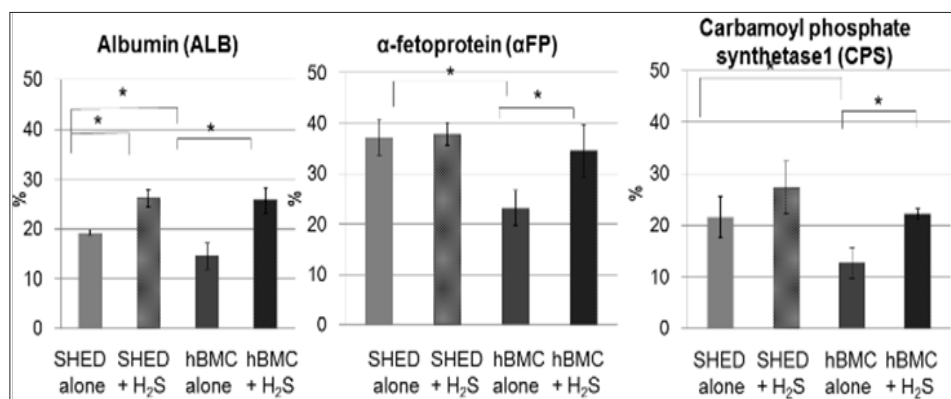 Albumin (ALB)
*
*
*
50
40
30
20
10
0
%
SHED alone
SHED + H₂S
hBMC alone
hBMC + H₂S
α-fetoprotein (αFP)
*
*
50
40
30
20
10
0
%
SHED alone
SHED + H₂S
hBMC alone
hBMC + H₂S
Carbamoyl phosphate
synthetase1 (CPS)
*
*
50
40
30
20
10
0
%
SHED alone
SHED + H₂S
hBMC alone
hBMC + H₂S